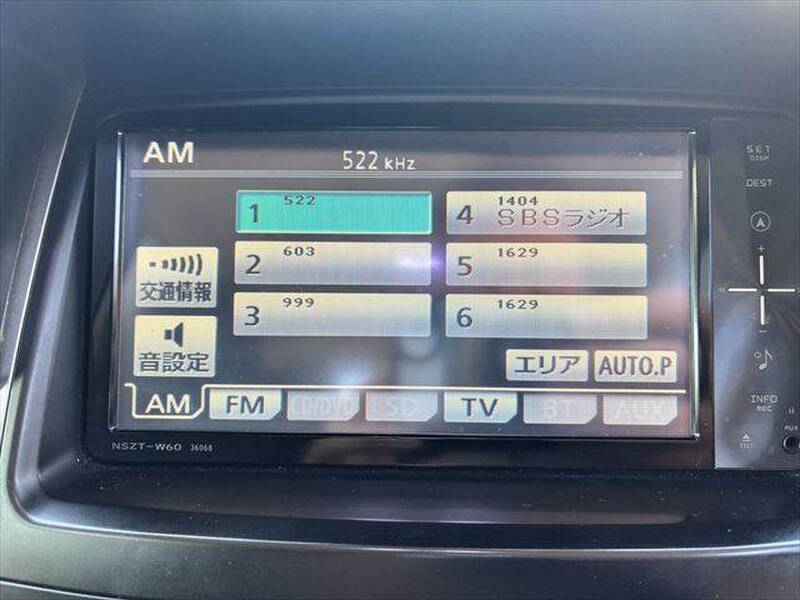 AM
522 kHz
1 522
4 1404 SBSラジオ
2 603
5 1629
3 999
6 1629
交通情報
音設定
エリア
AUTO.P
AM
FM
CD/DVD
SD
TV
BT
AUX
NSZT-W60 36068
SET
DISP
DEST
INFO
REC
TILT
AUX